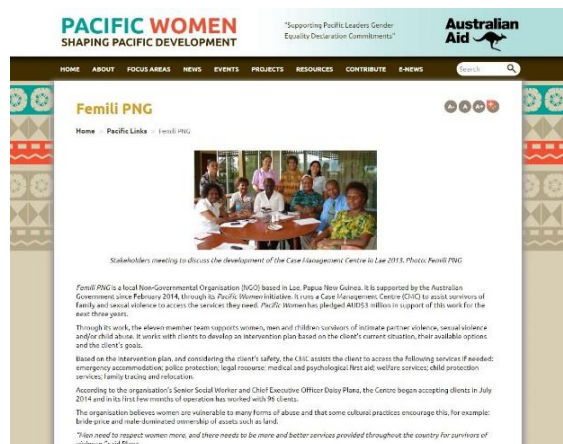 PACIFIC WOMEN
SHAPING PACIFIC DEVELOPMENT
"Supporting Pacific Leaders Gender
Equality Declaration Commitments"
Australian
Aid
HOME ABOUT FOCUS AREAS NEWS EVENTS PROJECTS RESOURCES CONTRIBUTE E-NEWS Search
Femili PNG
A- A A+
Home Pacific Links Femili PNG
Stakeholders meeting to discuss the development of the Case Management Centre in Lae 2013. Photo: Femili PNG
Femili PNG is a local Non-Governmental Organisation (NGO) based in Lae, Papua New Guinea. It is supported by the Australian
Government since February 2014, through its Pacific Women initiative. It runs a Case Management Centre (CMC) to assist survivors of
family and sexual violence to access the services they need. Pacific Women has pledged AUD$3 million in support of this work for the
next three years.
Through its work, the eleven member team supports women, men and children survivors of intimate partner violence, sexual violence
and/or child abuse. It works with clients to develop an intervention plan based on the client's current situation, their available options
and the client's goals.
Based on the intervention plan, and considering the client's safety, the CMC assists the client to access the following services if needed:
emergency accommodation; police protection; legal recourse; medical and psychological first aid; welfare services; child protection
services; family tracing and relocation.
According to the organisation's Senior Social Worker and Chief Executive Officer Daisy Plana, the Centre began accepting clients in July
2014 and in its first few months of operation has worked with 96 clients.
The organisation believes women are vulnerable to many forms of abuse and that some cultural practices encourage this, for example:
bride-price and male-dominated ownership of assets such as land.
"Men need to respect women more, and there needs to be more and better services provided throughout the country for survivors of
violence," said Plana.